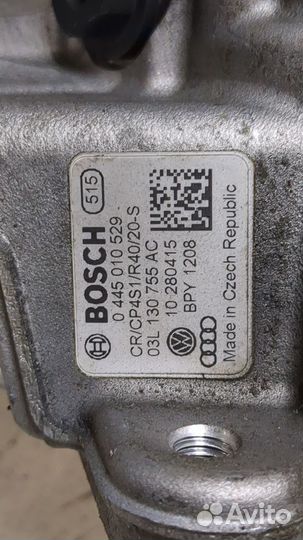 515
BOSCH
0 445 010 529
CR/CP4S1/R40/20-S
03L 130 755 AC
10 280415
BPY 1208
Made in Czech Republic
Avito